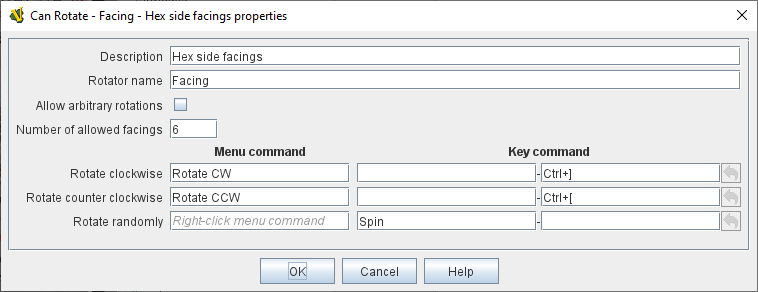 Can Rotate - Facing - Hex side facings properties
Description Hex side facings
Rotator name Facing
Allow arbitrary rotations
Number of allowed facings 6
Menu command Key command
Rotate clockwise Rotate CW - Ctrl+]
Rotate counter clockwise Rotate CCW - Ctrl+[
Rotate randomly Right-click menu command Spin -
OK Cancel Help